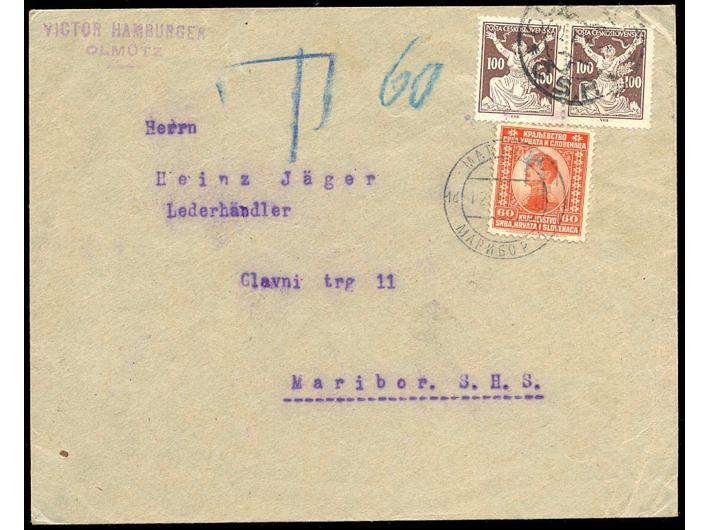 VICTOR HAMBURGER
OLMÜTZ
T 60
POŠTA ČESKOSLOVENSKÁ
100 100
POŠTA ČESKOSLOVENSKÁ
100 100
Herrn
Heinz Jäger
Lederhändler
КРАЉЕВСТВО
СРБА, ХРВАТА И СЛОВЕНАЦА
60 60
KRALJEVSTVO
SRBA, HRVATA I SLOVENACA
МАРИБОР
Glavni trg 11
Maribor. S.H.S.